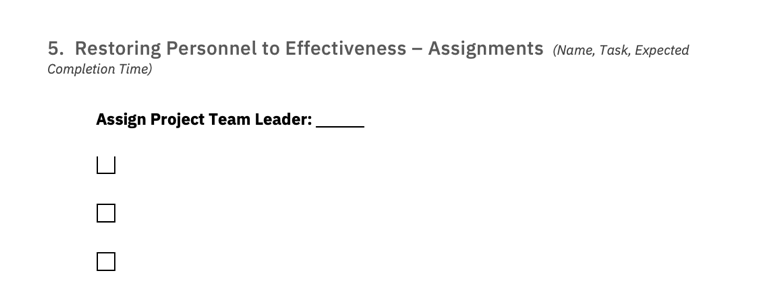 5. Restoring Personnel to Effectiveness – Assignments (Name, Task, Expected
Completion Time)
Assign Project Team Leader: ______